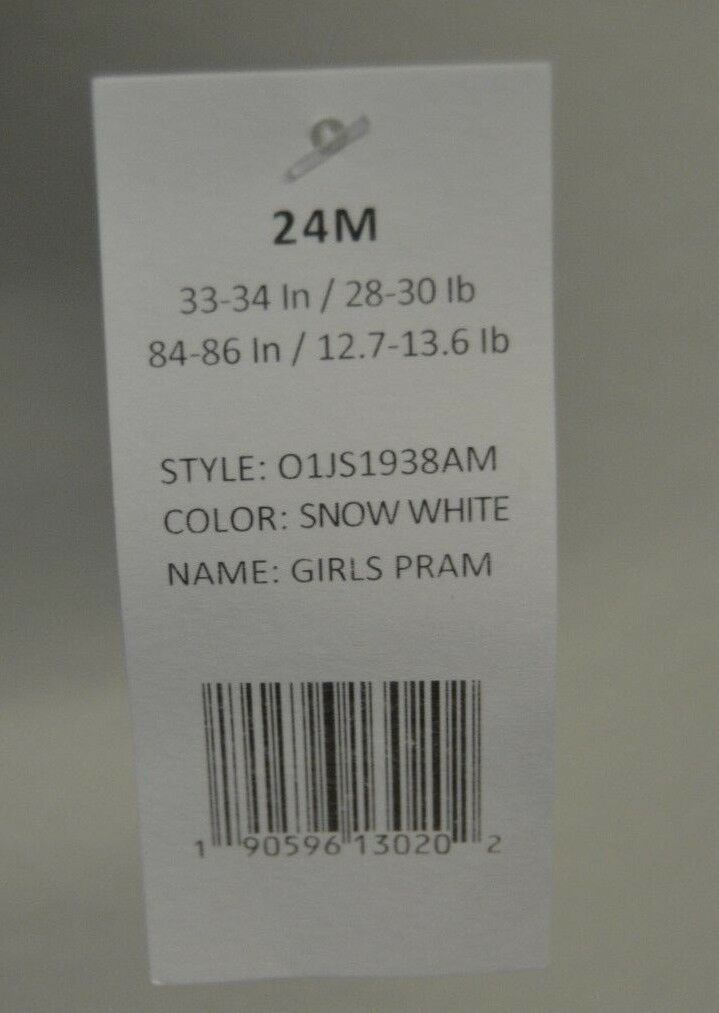 24M
33-34 In / 28-30 lb
84-86 In / 12.7-13.6 lb
STYLE: O1JS1938AM
COLOR: SNOW WHITE
NAME: GIRLS PRAM
1 90596 13020 2